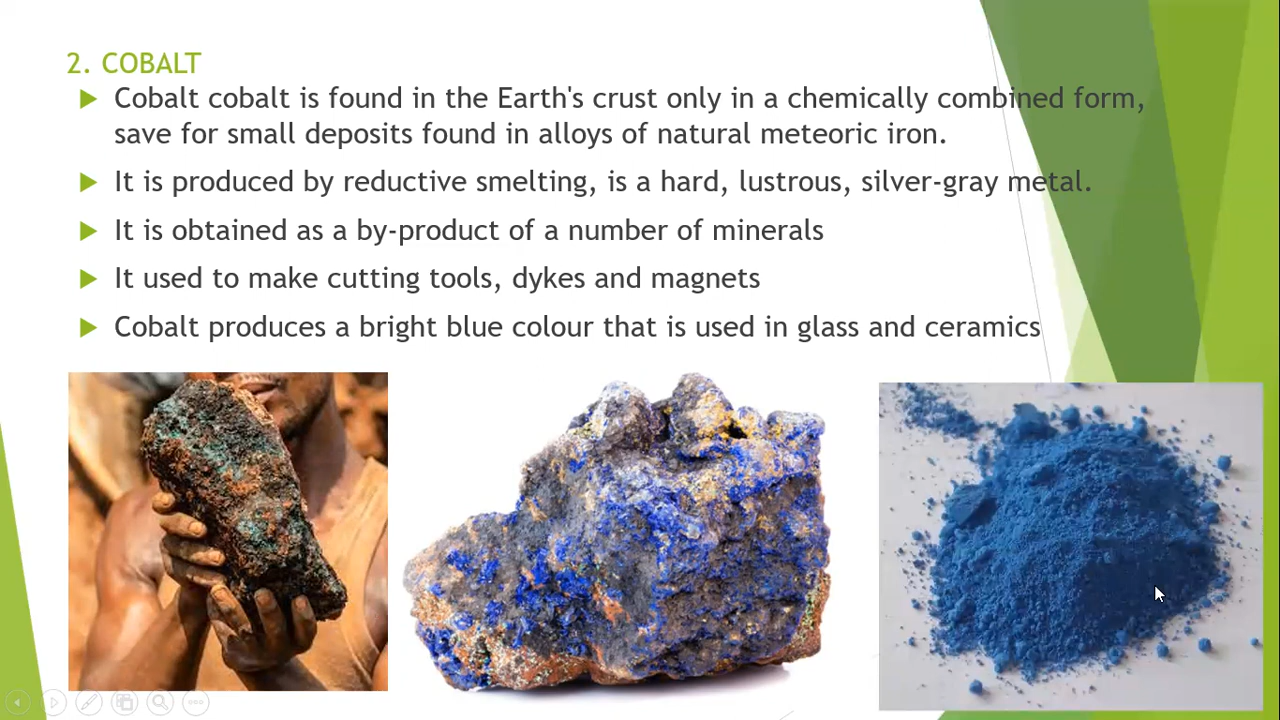 2. COBALT
Cobalt cobalt is found in the Earth's crust only in a chemically combined form,
save for small deposits found in alloys of natural meteoric iron.
It is produced by reductive smelting, is a hard, lustrous, silver-gray metal.
It is obtained as a by-product of a number of minerals
It used to make cutting tools, dykes and magnets
Cobalt produces a bright blue colour that is used in glass and ceramics